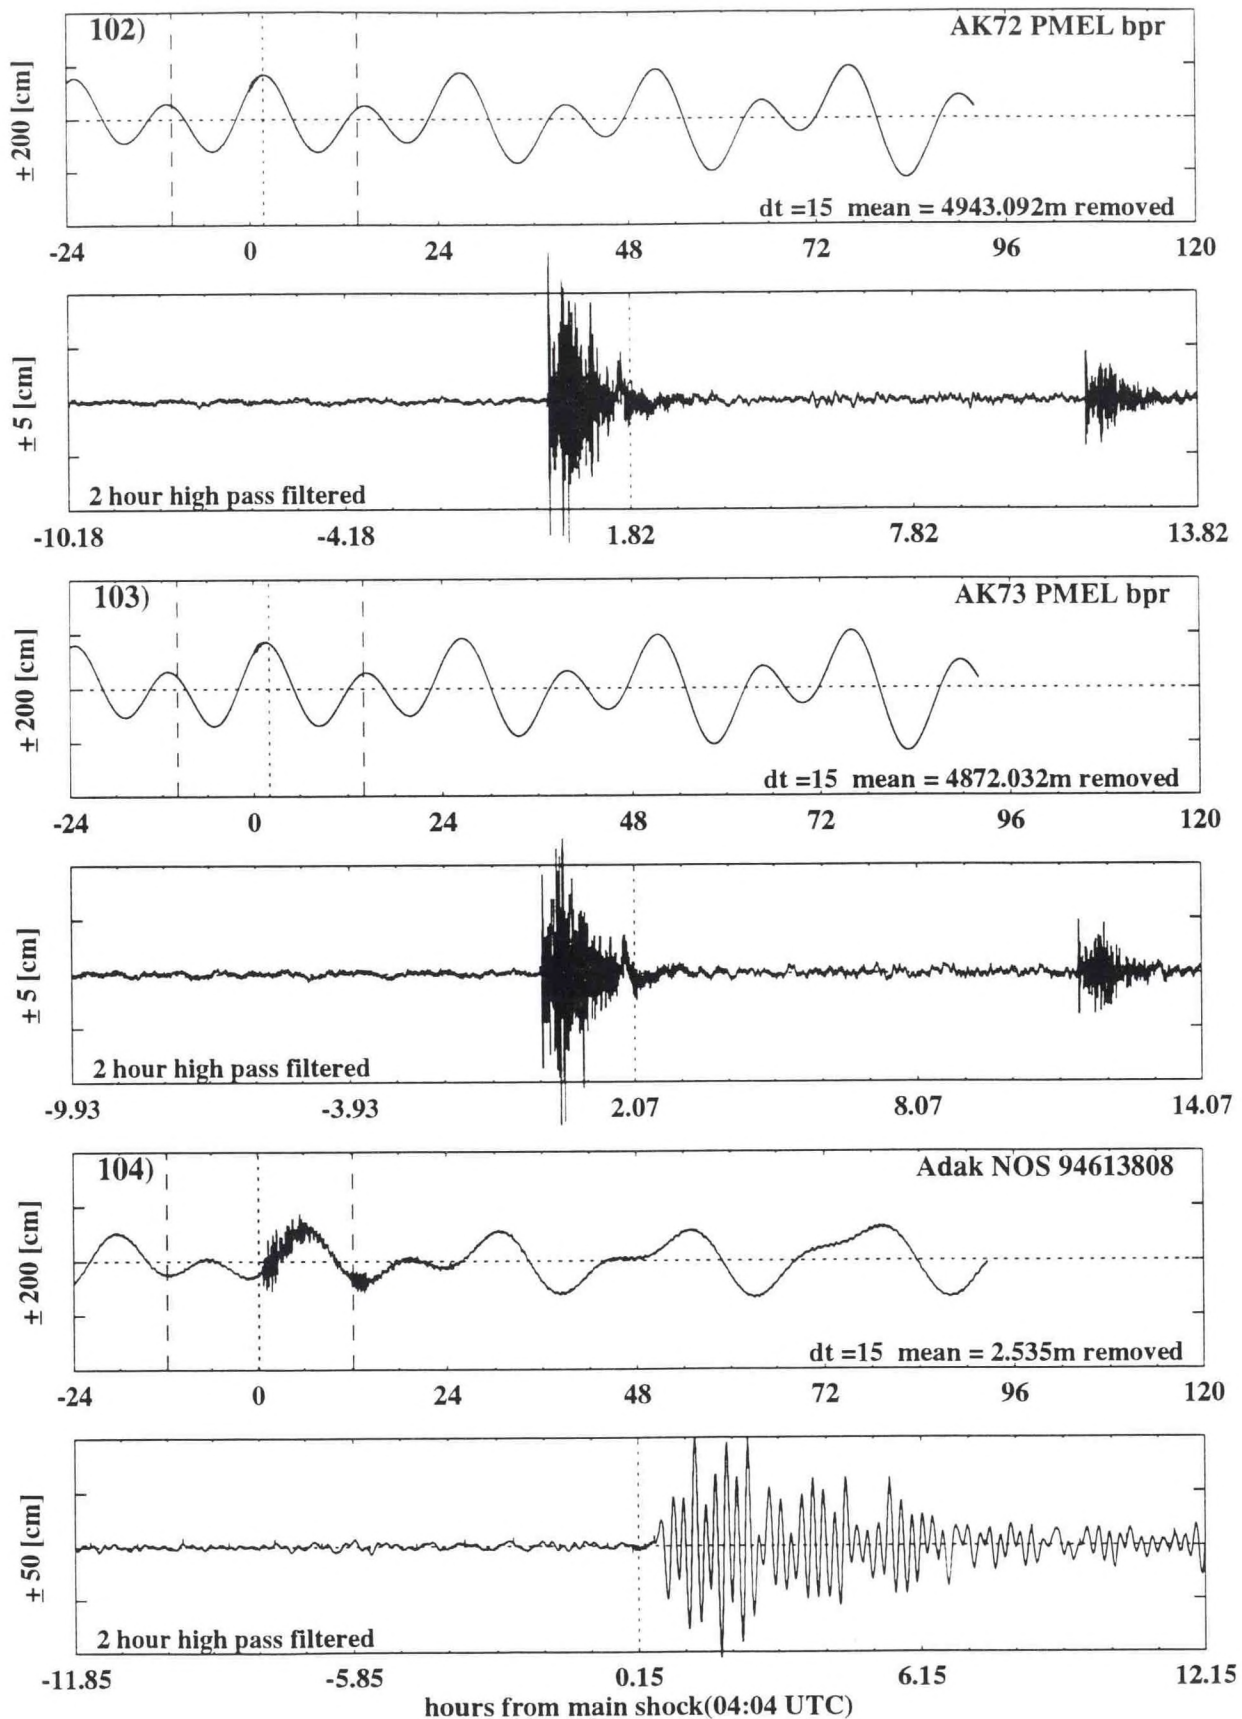 102) AK72 PMEL bpr
± 200 [cm]
dt =15 mean = 4943.092m removed
-24 0 24 48 72 96 120
± 5 [cm]
2 hour high pass filtered
-10.18 -4.18 1.82 7.82 13.82
103) AK73 PMEL bpr
± 200 [cm]
dt =15 mean = 4872.032m removed
-24 0 24 48 72 96 120
± 5 [cm]
2 hour high pass filtered
-9.93 -3.93 2.07 8.07 14.07
104) Adak NOS 94613808
± 200 [cm]
dt =15 mean = 2.535m removed
-24 0 24 48 72 96 120
± 50 [cm]
2 hour high pass filtered
-11.85 -5.85 0.15 6.15 12.15
hours from main shock(04:04 UTC)